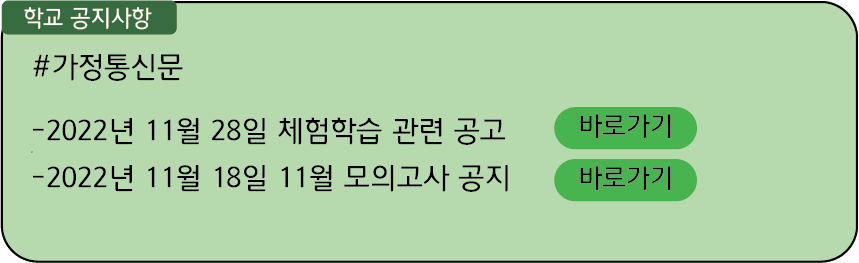 학교 공지사항
#가정통신문
-2022년 11월 28일 체험학습 관련 공고 바로가기
-2022년 11월 18일 11월 모의고사 공지 바로가기